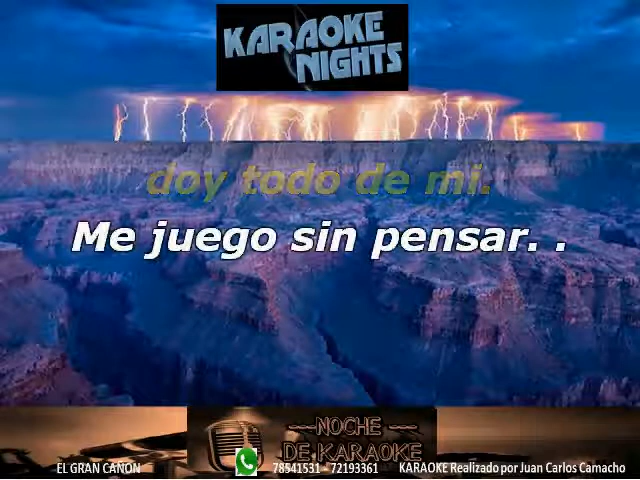 KARAOKE
NIGHTS
doy todo de mi.
Me juego sin pensar. .
NOCHE
DE KARAOKE
EL GRAN CAÑON 78541531 - 72193361 KARAOKE Realizado por Juan Carlos Camacho